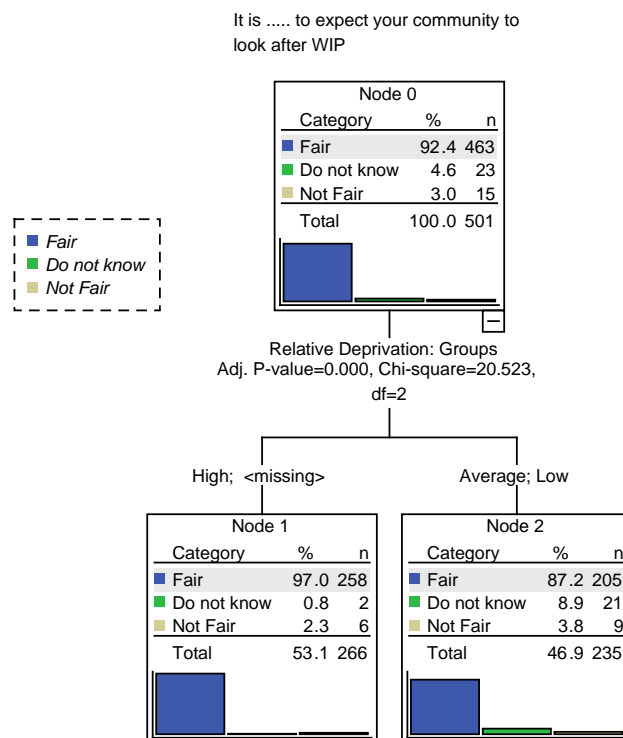 It is ..... to expect your community to
look after WIP
Node 0
Category % n
Fair 92.4 463
Do not know 4.6 23
Not Fair 3.0 15
Total 100.0 501
Fair
Do not know
Not Fair
Relative Deprivation: Groups
Adj. P-value=0.000, Chi-square=20.523,
df=2
High; <missing>
Average; Low
Node 1
Category % n
Fair 97.0 258
Do not know 0.8 2
Not Fair 2.3 6
Total 53.1 266
Node 2
Category % n
Fair 87.2 205
Do not know 8.9 21
Not Fair 3.8 9
Total 46.9 235